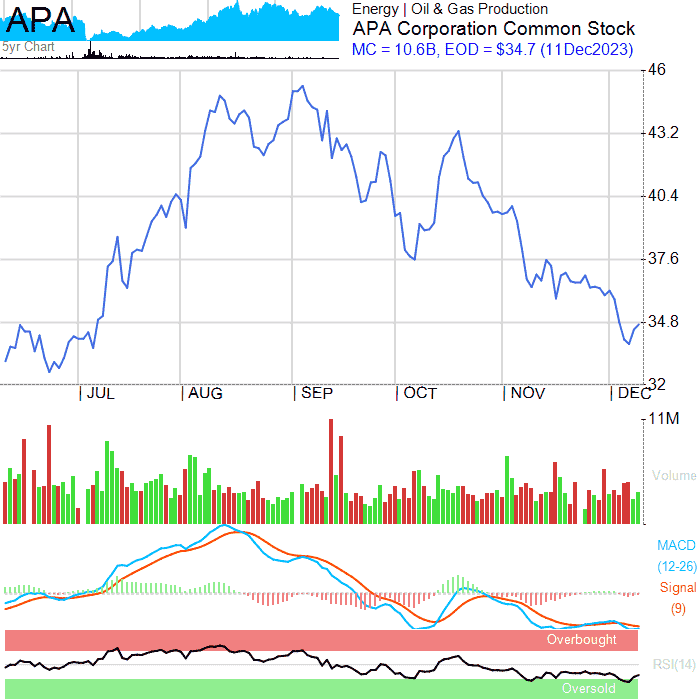 APA
5yr Chart
Energy | Oil & Gas Production
APA Corporation Common Stock
MC = 10.6B, EOD = $34.7 (11Dec2023)
46
43.2
40.4
37.6
34.8
32
JUL
AUG
SEP
OCT
NOV
DEC
11M
Volume
MACD
(12-26)
Signal
(9)
Overbought
RSI(14)
Oversold